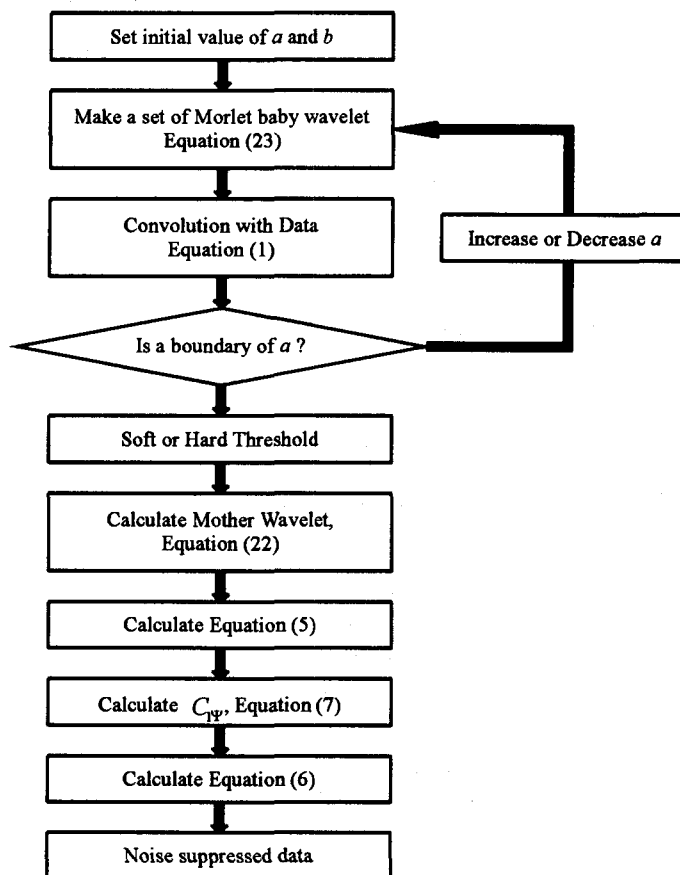 Set initial value of a and b
Make a set of Morlet baby wavelet
Equation (23)
Convolution with Data
Equation (1)
Increase or Decrease a
Is a boundary of a ?
Soft or Hard Threshold
Calculate Mother Wavelet,
Equation (22)
Calculate Equation (5)
Calculate C1Ψ, Equation (7)
Calculate Equation (6)
Noise suppressed data